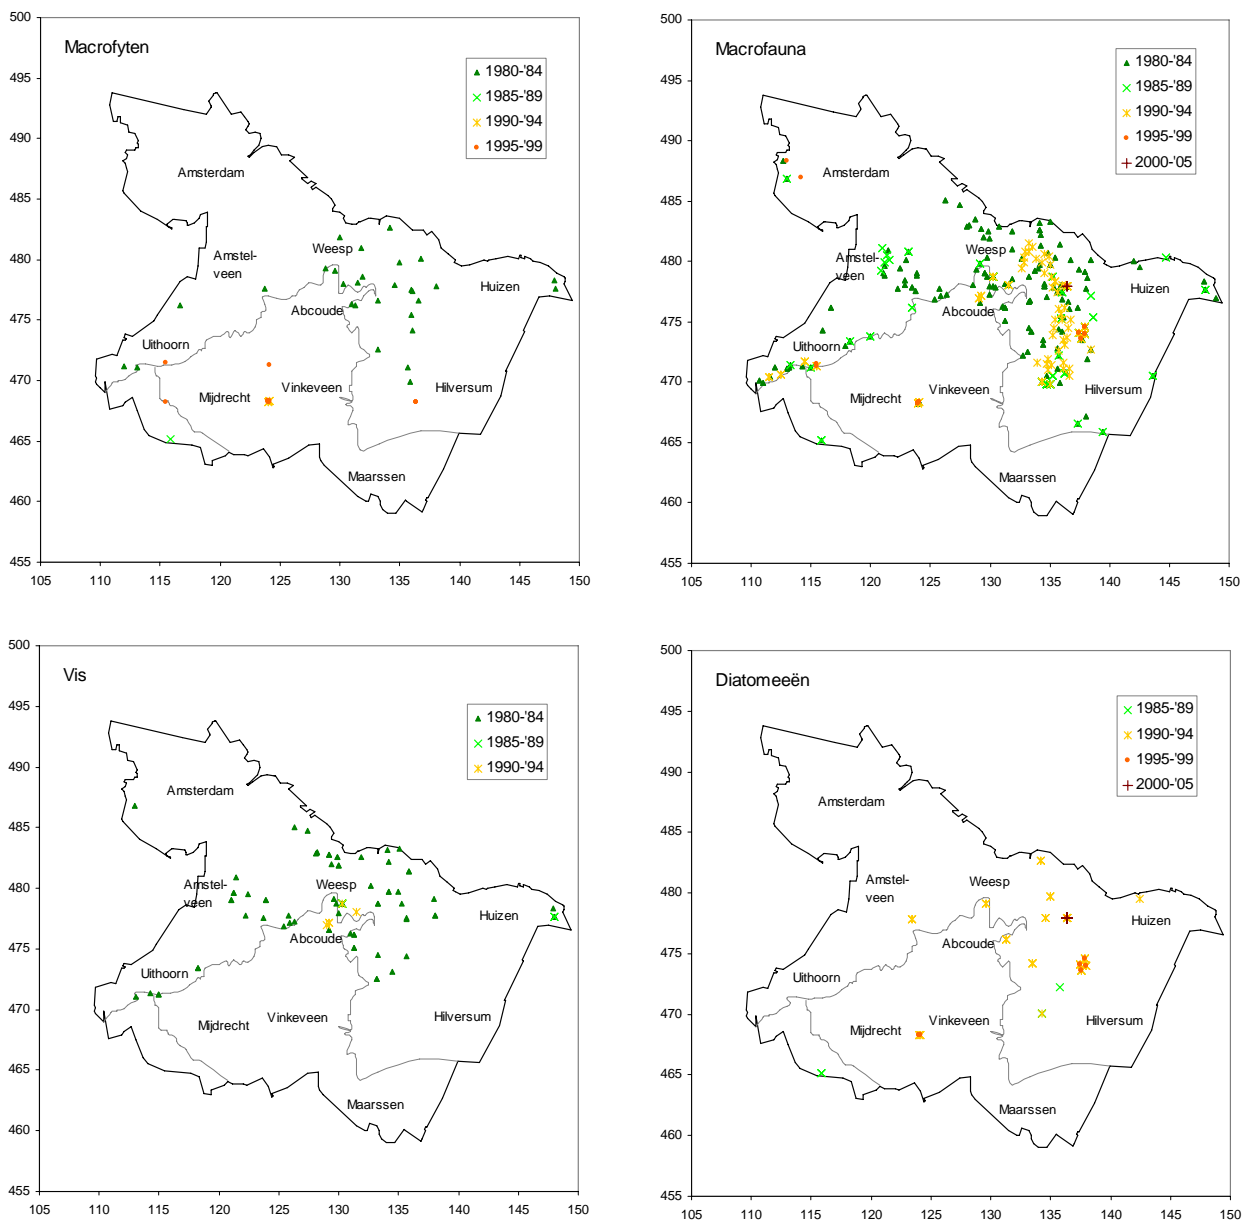 Macrofyten
500
495
490
485
480
475
470
465
460
455
105 110 115 120 125 130 135 140 145 150
1980-'84
1985-'89
1990-'94
1995-'99
Amsterdam
Weesp
Amstel-
veen
Huizen
Abcoude
Uithoorn
Mijdrecht
Vinkeveen
Hilversum
Maarssen
Macrofauna
500
495
490
485
480
475
470
465
460
455
105 110 115 120 125 130 135 140 145 150
1980-'84
1985-'89
1990-'94
1995-'99
2000-'05
Amsterdam
Weesp
Amstel-
veen
Huizen
Abcoude
Uithoorn
Mijdrecht
Vinkeveen
Hilversum
Maarssen
Vis
500
495
490
485
480
475
470
465
460
455
105 110 115 120 125 130 135 140 145 150
1980-'84
1985-'89
1990-'94
Amsterdam
Weesp
Amstel-
veen
Huizen
Abcoude
Uithoorn
Mijdrecht
Vinkeveen
Hilversum
Maarssen
Diatomeeën
500
495
490
485
480
475
470
465
460
455
105 110 115 120 125 130 135 140 145 150
1985-'89
1990-'94
1995-'99
2000-'05
Amsterdam
Weesp
Amstel-
veen
Huizen
Abcoude
Uithoorn
Mijdrecht
Vinkeveen
Hilversum
Maarssen